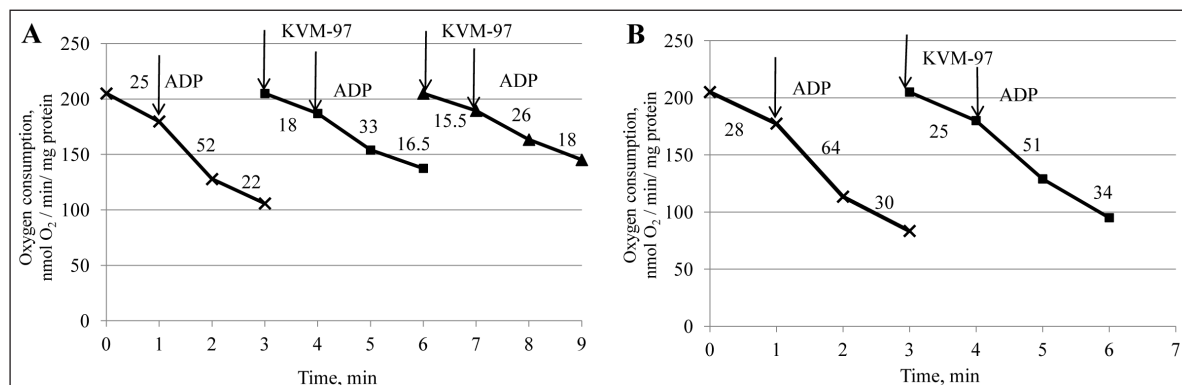 A
Oxygen consumption,
nmol O₂ / min/ mg protein
250
200
150
100
50
0
25
ADP
52
22
KVM-97
ADP
18
33
16.5
KVM-97
ADP
15.5
26
18
0 1 2 3 4 5 6 7 8 9
Time, min
B
Oxygen consumption,
nmol O₂ / min/ mg protein
250
200
150
100
50
0
ADP
28
64
30
KVM-97
ADP
25
51
34
0 1 2 3 4 5 6 7
Time, min